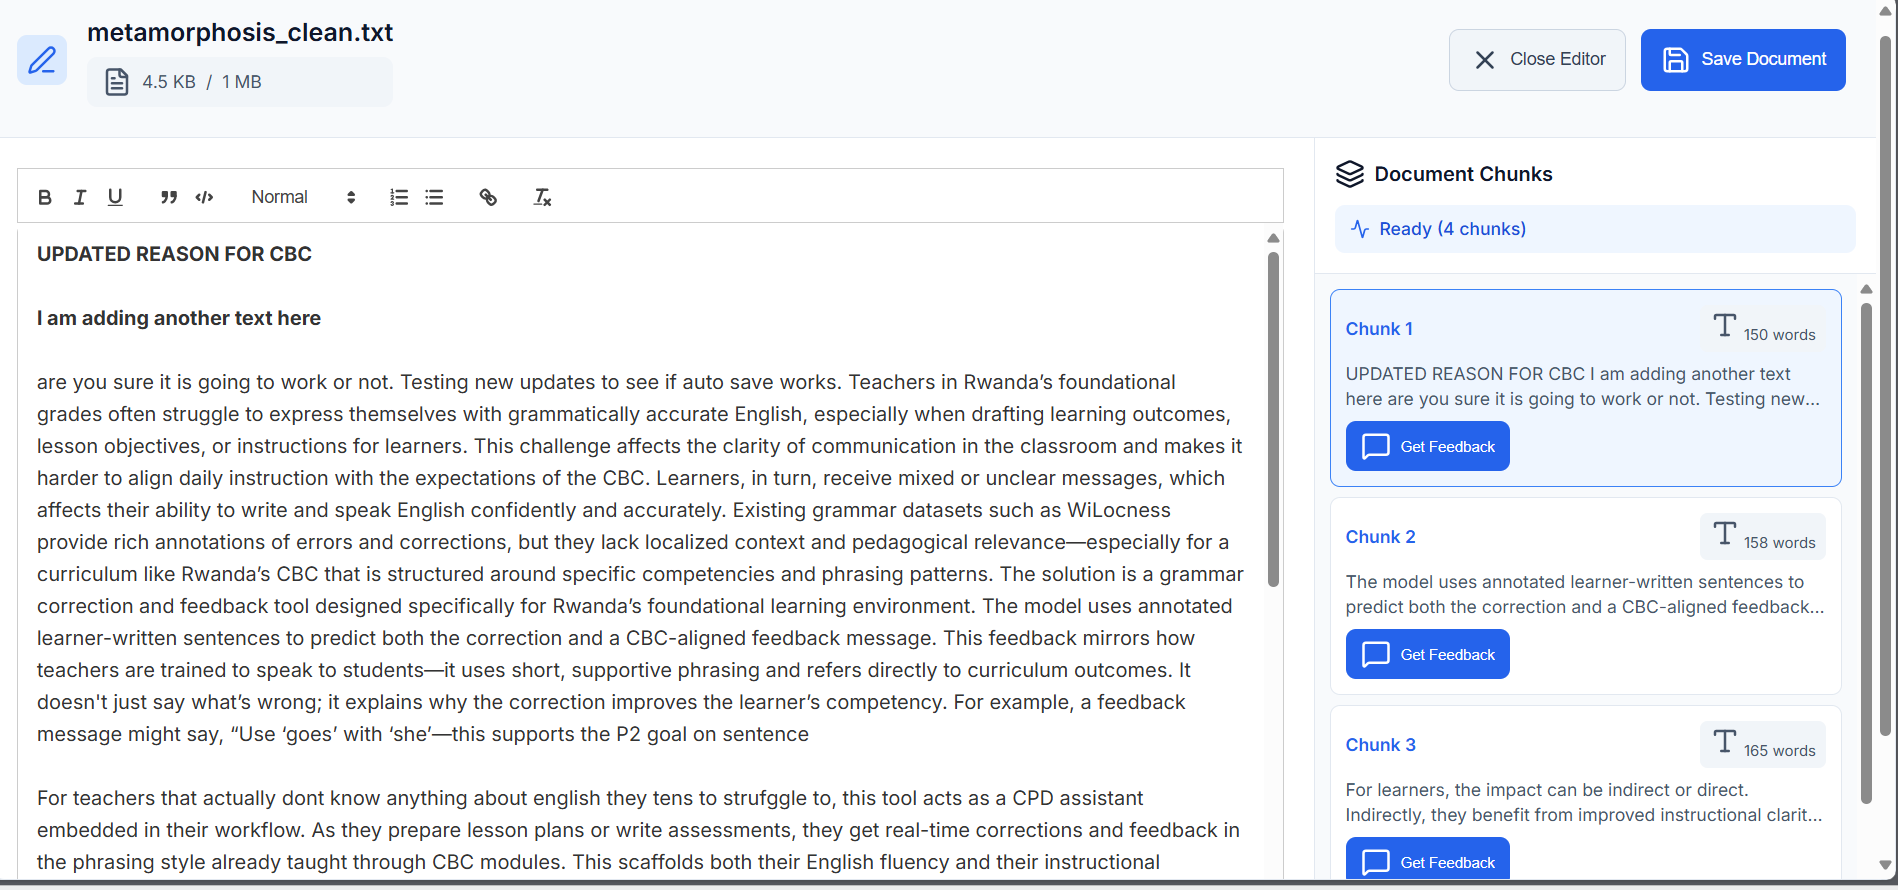 metamorphosis_clean.txt
4.5 KB / 1 MB
Close Editor
Save Document
Normal
UPDATED REASON FOR CBC
I am adding another text here
are you sure it is going to work or not. Testing new updates to see if auto save works. Teachers in Rwanda’s foundational
grades often struggle to express themselves with grammatically accurate English, especially when drafting learning outcomes,
lesson objectives, or instructions for learners. This challenge affects the clarity of communication in the classroom and makes it
harder to align daily instruction with the expectations of the CBC. Learners, in turn, receive mixed or unclear messages, which
affects their ability to write and speak English confidently and accurately. Existing grammar datasets such as WiLocness
provide rich annotations of errors and corrections, but they lack localized context and pedagogical relevance—especially for a
curriculum like Rwanda’s CBC that is structured around specific competencies and phrasing patterns. The solution is a grammar
correction and feedback tool designed specifically for Rwanda’s foundational learning environment. The model uses annotated
learner-written sentences to predict both the correction and a CBC-aligned feedback message. This feedback mirrors how
teachers are trained to speak to students—it uses short, supportive phrasing and refers directly to curriculum outcomes. It
doesn't just say what’s wrong; it explains why the correction improves the learner’s competency. For example, a feedback
message might say, “Use ‘goes’ with ‘she’—this supports the P2 goal on sentence
For teachers that actually dont know anything about english they tens to strufggle to, this tool acts as a CPD assistant
embedded in their workflow. As they prepare lesson plans or write assessments, they get real-time corrections and feedback in
the phrasing style already taught through CBC modules. This scaffolds both their English fluency and their instructional
Document Chunks
Ready (4 chunks)
Chunk 1
150 words
UPDATED REASON FOR CBC I am adding another text
here are you sure it is going to work or not. Testing new...
Get Feedback
Chunk 2
158 words
The model uses annotated learner-written sentences to
predict both the correction and a CBC-aligned feedback...
Get Feedback
Chunk 3
165 words
For learners, the impact can be indirect or direct.
Indirectly, they benefit from improved instructional clarit...
Get Feedback